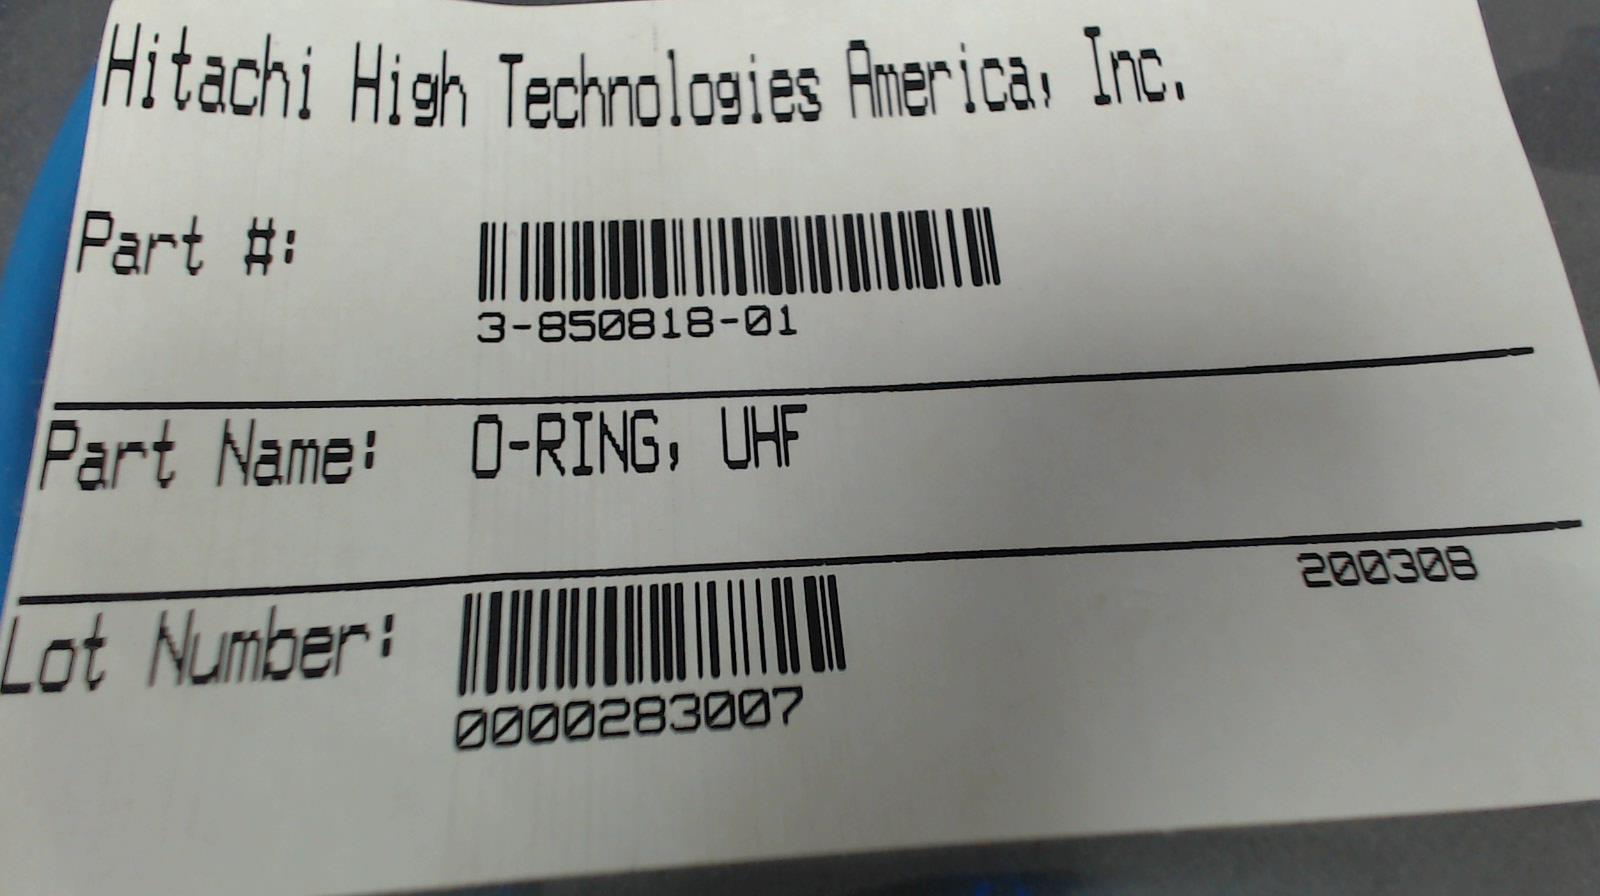 Hitachi High Technologies America, Inc.
Part #:
3-850818-01
Part Name: O-RING, UHF
200308
Lot Number:
0000283007